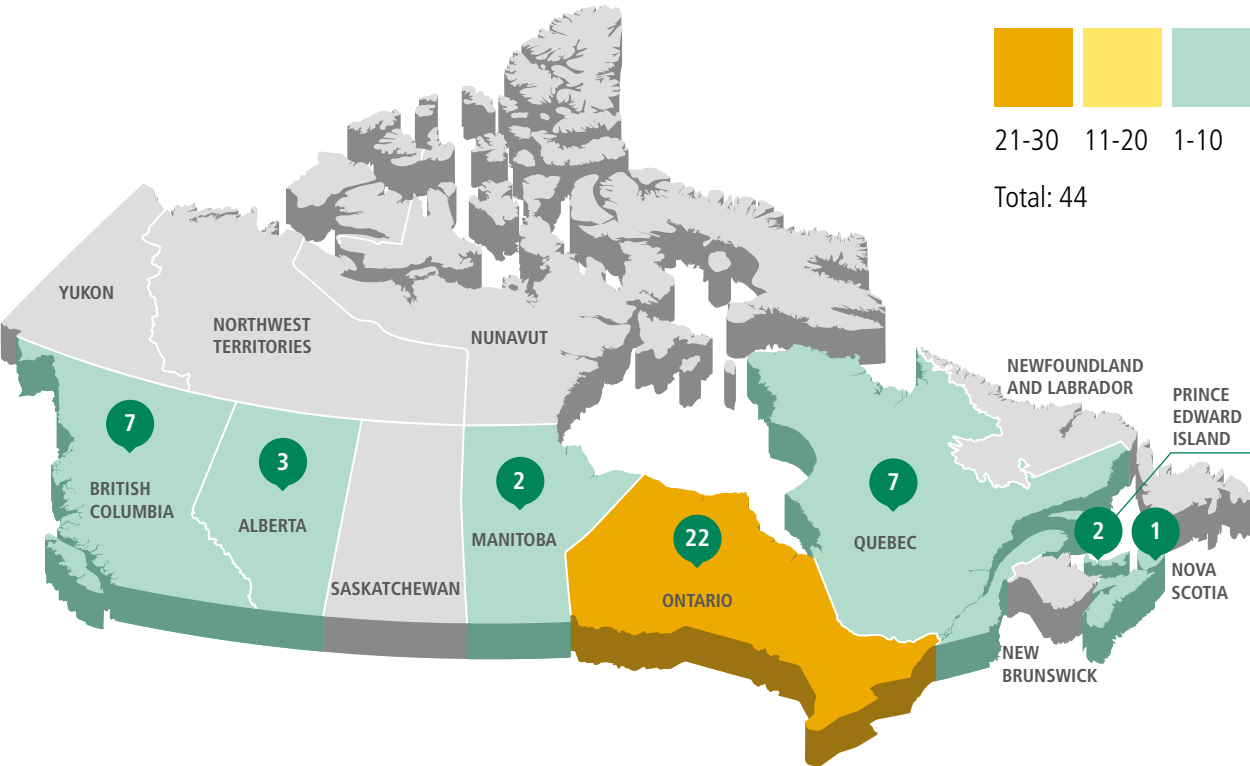 21-30 11-20 1-10
Total: 44
YUKON
NORTHWEST
TERRITORIES
NUNAVUT
NEWFOUNDLAND
AND LABRADOR
PRINCE
EDWARD
ISLAND
7
BRITISH
COLUMBIA
3
ALBERTA
SASKATCHEWAN
2
MANITOBA
22
ONTARIO
7
QUEBEC
2
1
NOVA
SCOTIA
NEW
BRUNSWICK